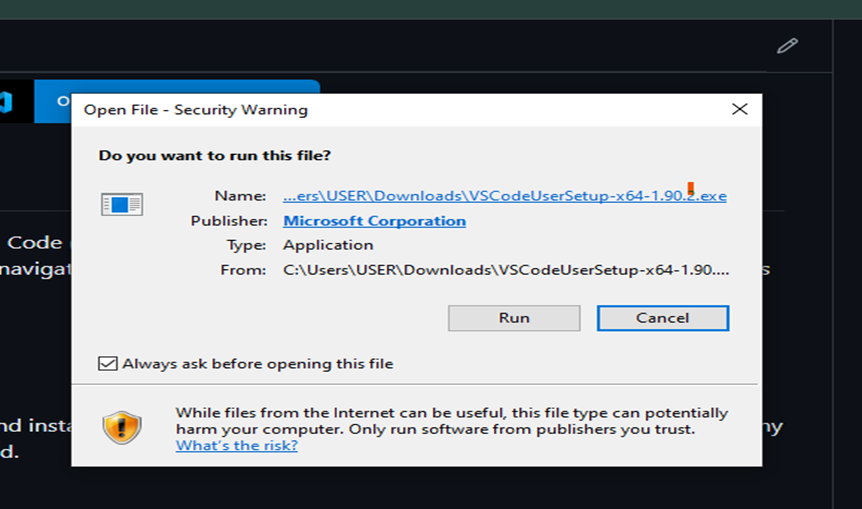 O
Open File - Security Warning
Do you want to run this file?
Name: ...ers\USER\Downloads\VSCodeUserSetup-x64-1.90.2.exe
Publisher: Microsoft Corporation
Type: Application
From: C:\Users\USER\Downloads\VSCodeUserSetup-x64-1.90....
Run Cancel
Always ask before opening this file
While files from the Internet can be useful, this file type can potentially
harm your computer. Only run software from publishers you trust.
What's the risk?
Code
navigat
s
nd insta
hy
d.